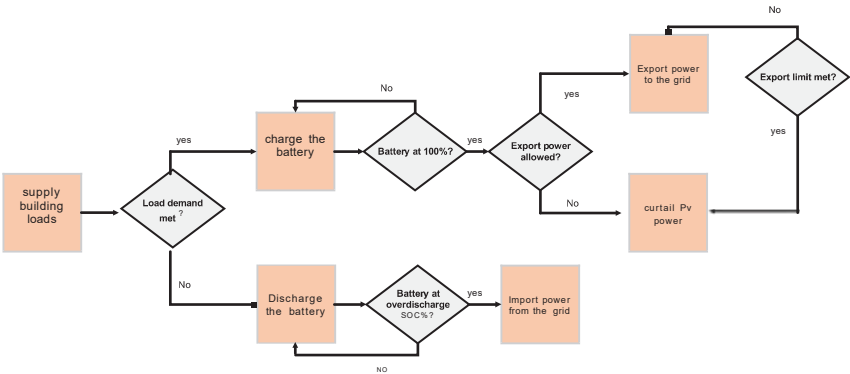 No
Export power
to the grid
Export limit met?
No
yes
yes
yes
charge the
battery
Battery at 100%?
yes
Export power
allowed?
supply
building
loads
Load demand
met ?
No
curtail Pv
power
No
Discharge
the battery
Battery at
overdischarge
SOC%?
yes
Import power
from the grid
NO